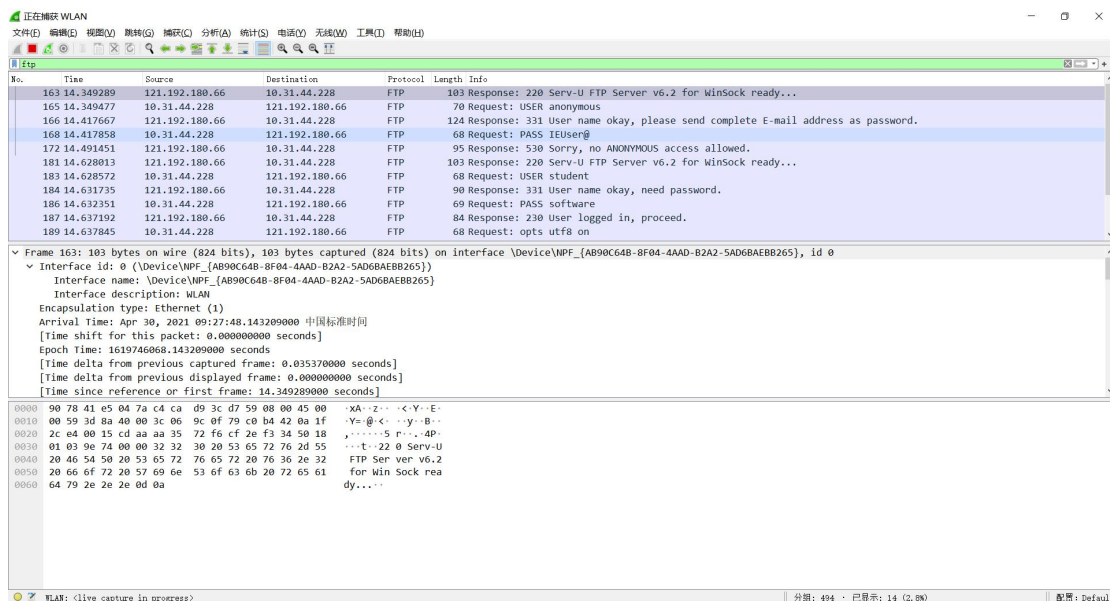 正在捕获 WLAN
文件(F) 编辑(E) 视图(V) 跳转(G) 捕获(C) 分析(A) 统计(S) 电话(Y) 无线(W) 工具(T) 帮助(H)
ftp
No. Time Source Destination Protocol Length Info
163 14.349289 121.192.180.66 10.31.44.228 FTP 103 Response: 220 Serv-U FTP Server v6.2 for WinSock ready...
165 14.349477 10.31.44.228 121.192.180.66 FTP 70 Request: USER anonymous
166 14.417667 121.192.180.66 10.31.44.228 FTP 124 Response: 331 User name okay, please send complete E-mail address as password.
168 14.417858 10.31.44.228 121.192.180.66 FTP 68 Request: PASS IEUser@
172 14.491451 121.192.180.66 10.31.44.228 FTP 95 Response: 530 Sorry, no ANONYMOUS access allowed.
181 14.628013 121.192.180.66 10.31.44.228 FTP 103 Response: 220 Serv-U FTP Server v6.2 for WinSock ready...
183 14.628572 10.31.44.228 121.192.180.66 FTP 68 Request: USER student
184 14.631735 121.192.180.66 10.31.44.228 FTP 90 Response: 331 User name okay, need password.
186 14.632351 10.31.44.228 121.192.180.66 FTP 69 Request: PASS software
187 14.637192 121.192.180.66 10.31.44.228 FTP 84 Response: 230 User logged in, proceed.
189 14.637845 10.31.44.228 121.192.180.66 FTP 68 Request: opts utf8 on
Frame 163: 103 bytes on wire (824 bits), 103 bytes captured (824 bits) on interface \Device\NPF_{AB90C64B-8F04-4AAD-B2A2-5AD6BAEBB265}, id 0
Interface id: 0 (\Device\NPF_{AB90C64B-8F04-4AAD-B2A2-5AD6BAEBB265})
Interface name: \Device\NPF_{AB90C64B-8F04-4AAD-B2A2-5AD6BAEBB265}
Interface description: WLAN
Encapsulation type: Ethernet (1)
Arrival Time: Apr 30, 2021 09:27:48.143209000 中国标准时间
[Time shift for this packet: 0.000000000 seconds]
Epoch Time: 1619746068.143209000 seconds
[Time delta from previous captured frame: 0.035370000 seconds]
[Time delta from previous displayed frame: 0.000000000 seconds]
[Time since reference or first frame: 14.349289000 seconds]
0000 90 78 41 e5 04 7a c4 ca d9 3c d7 59 08 00 45 00 ·xA··z·· ·<·Y··E·
0010 00 59 3d 8a 40 00 3c 06 9c 0f 79 c0 b4 42 0a 1f ·Y=·@·<· ··y··B··
0020 2c e4 00 15 cd aa aa 35 72 f6 cf 2e f3 34 50 18 ,······5 r··.·4P·
0030 01 03 9e 74 00 00 32 32 30 20 53 65 72 76 2d 55 ···t··22 0 Serv-U
0040 20 46 54 50 20 53 65 72 76 65 72 20 76 36 2e 32 FTP Ser ver v6.2
0050 20 66 6f 72 20 57 69 6e 53 6f 63 6b 20 72 65 61 for Win Sock rea
0060 64 79 2e 2e 2e 0d 0a dy...··
WLAN: <live capture in progress> 分组: 494 · 已显示: 14 (2.8%) 配置: Defaul